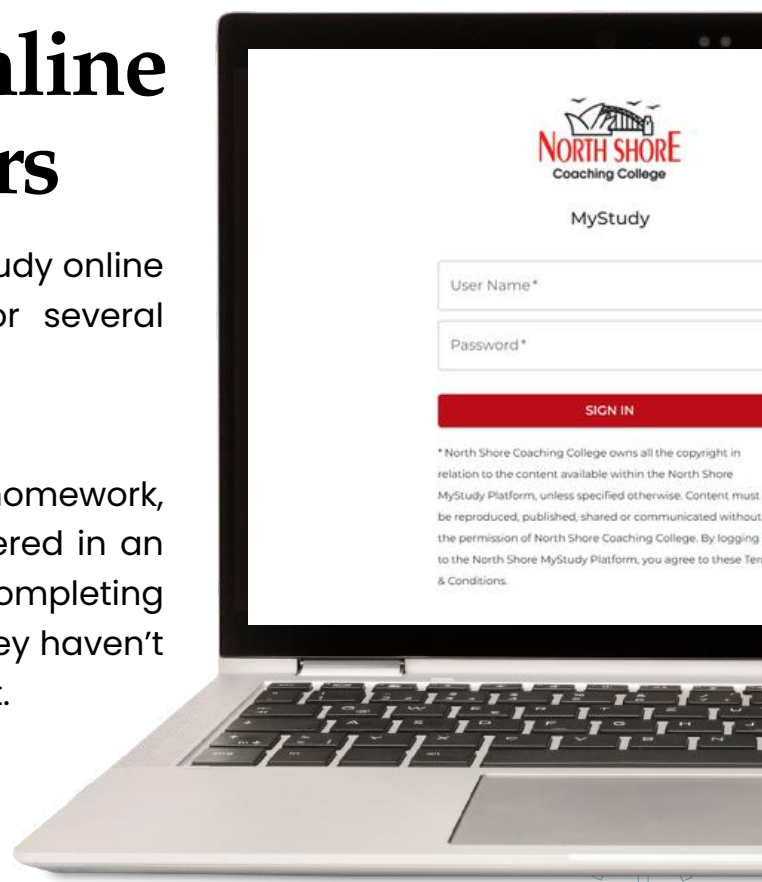 nline
rs
udy online
or several
homework,
ered in an
ompleting
ey haven't
t.
NORTH SHORE
Coaching College
MyStudy
User Name*
Password*
SIGN IN
* North Shore Coaching College owns all the copyright in
relation to the content available within the North Shore
MyStudy Platform, unless specified otherwise. Content must
be reproduced, published, shared or communicated without
the permission of North Shore Coaching College. By logging
to the North Shore MyStudy Platform, you agree to these Ter
& Conditions.